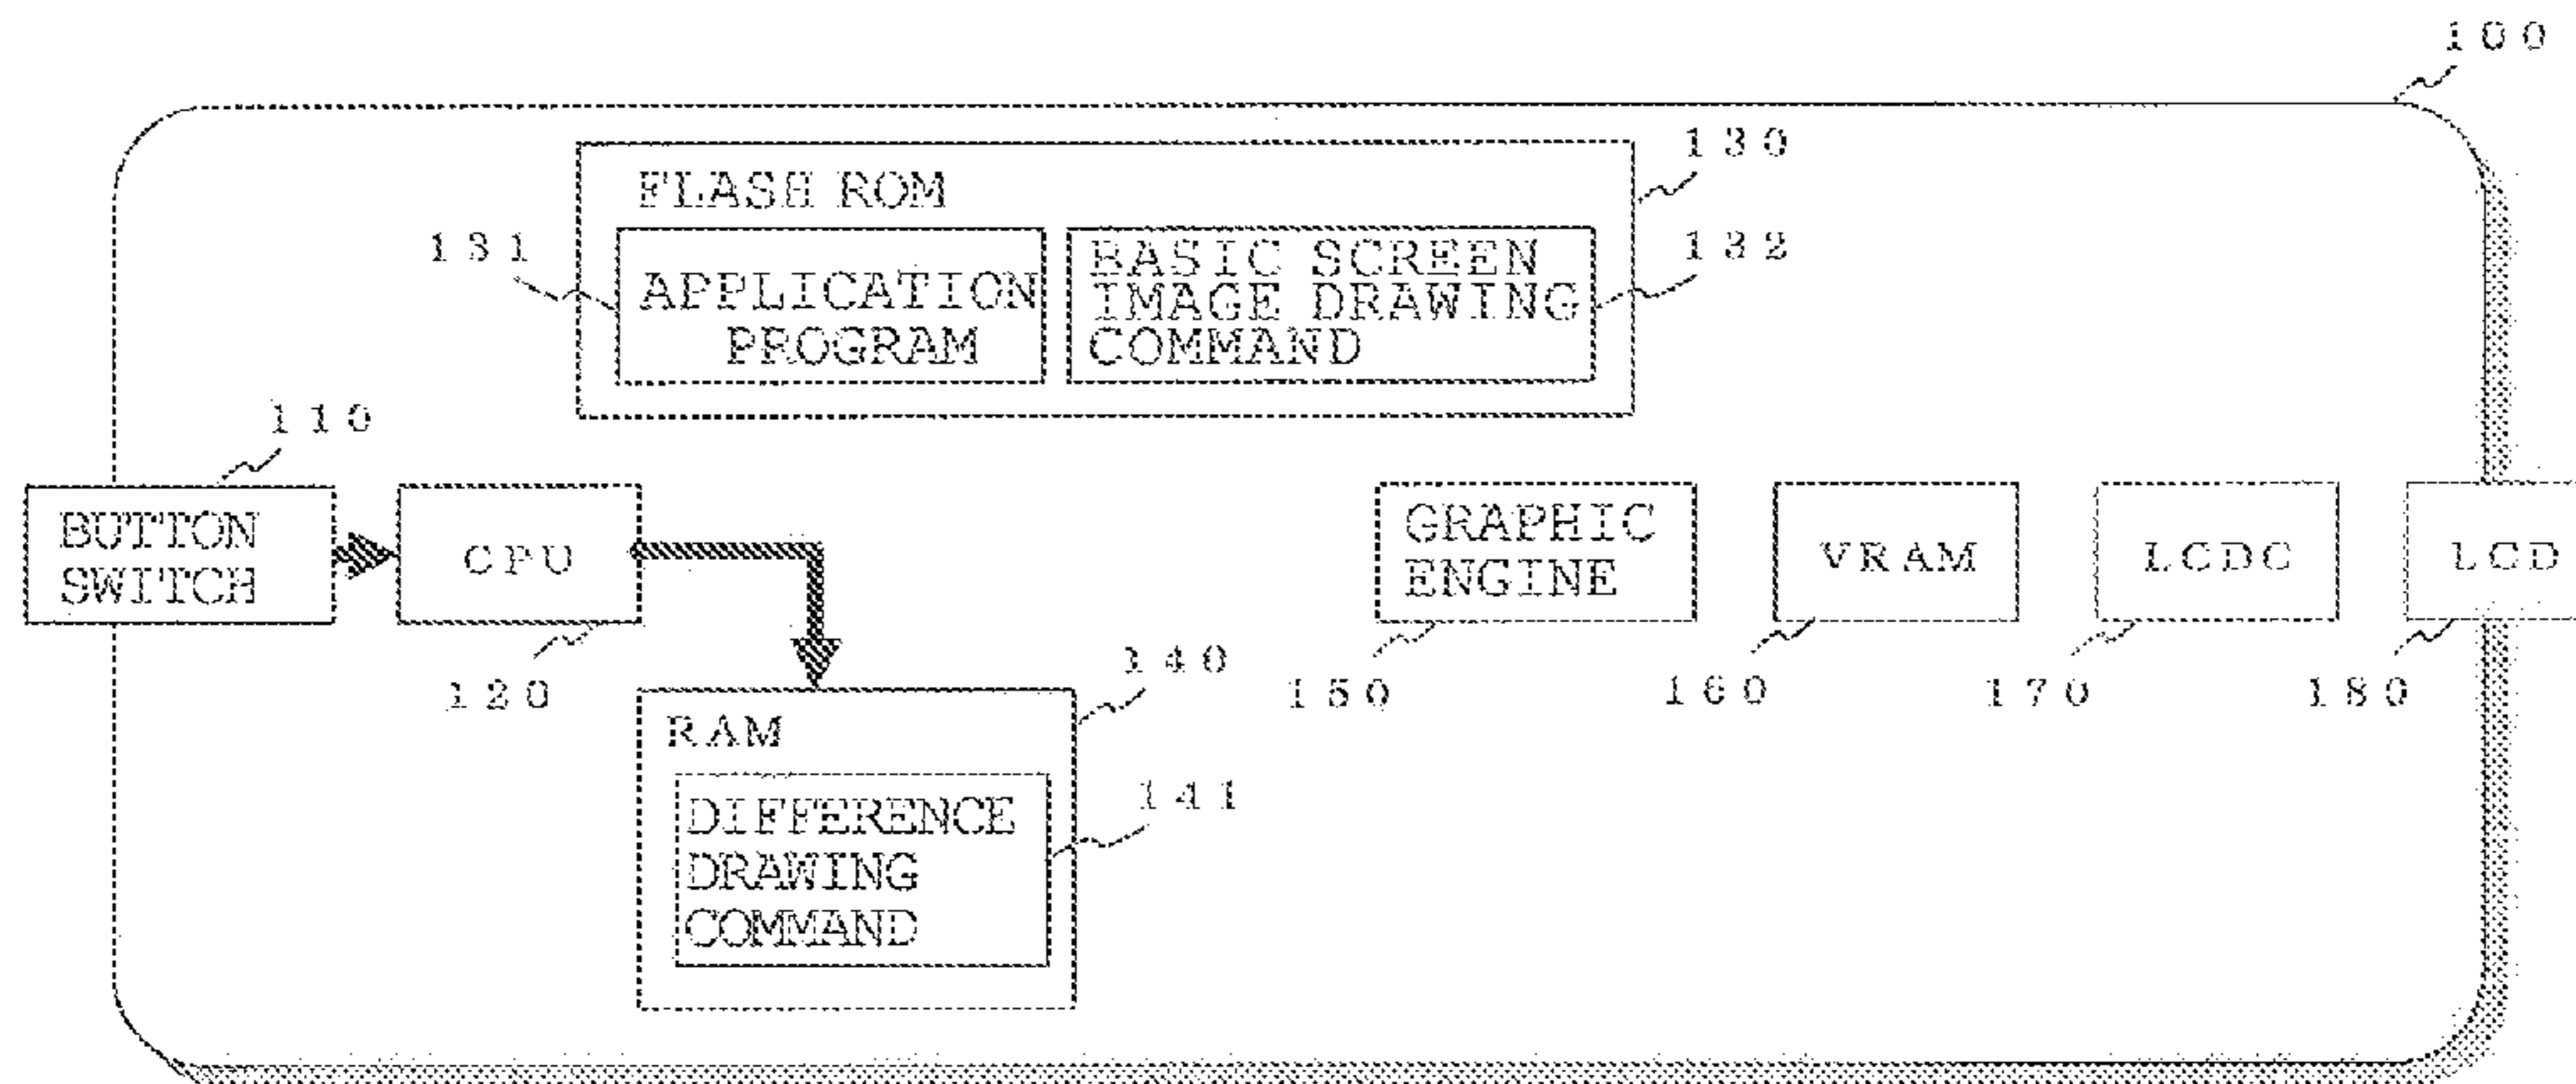 100
130
FLASH ROM
131
132
APPLICATION
PROGRAM
BASIC SCREEN
IMAGE DRAWING
COMMAND
110
BUTTON
SWITCH
CPU
GRAPHIC
ENGINE
VRAM
LCDC
LCD
120
140
150
160
170
180
RAM
141
DIFFERENCE
DRAWING
COMMAND